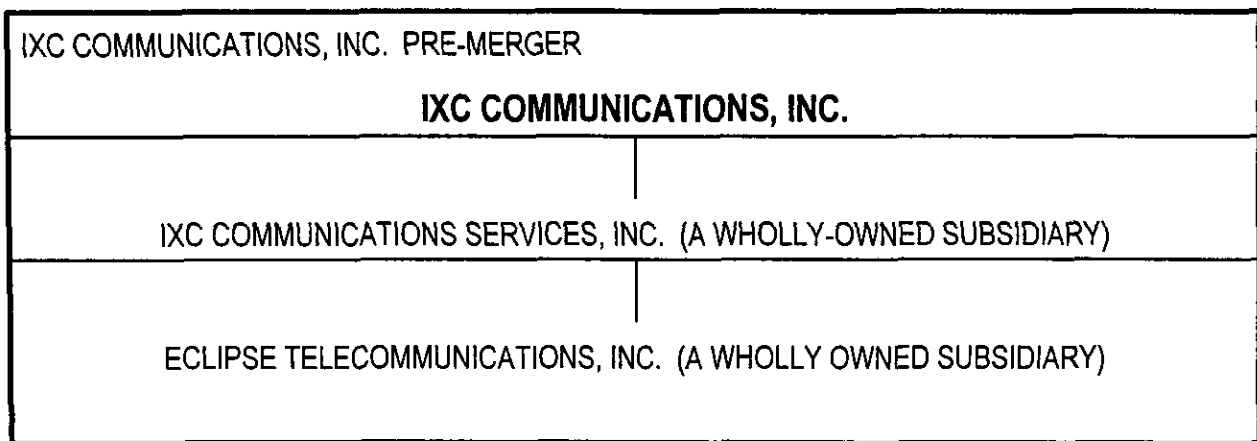 IXC COMMUNICATIONS, INC. PRE-MERGER
IXC COMMUNICATIONS, INC.
IXC COMMUNICATIONS SERVICES, INC. (A WHOLLY-OWNED SUBSIDIARY)
ECLIPSE TELECOMMUNICATIONS, INC. (A WHOLLY OWNED SUBSIDIARY)